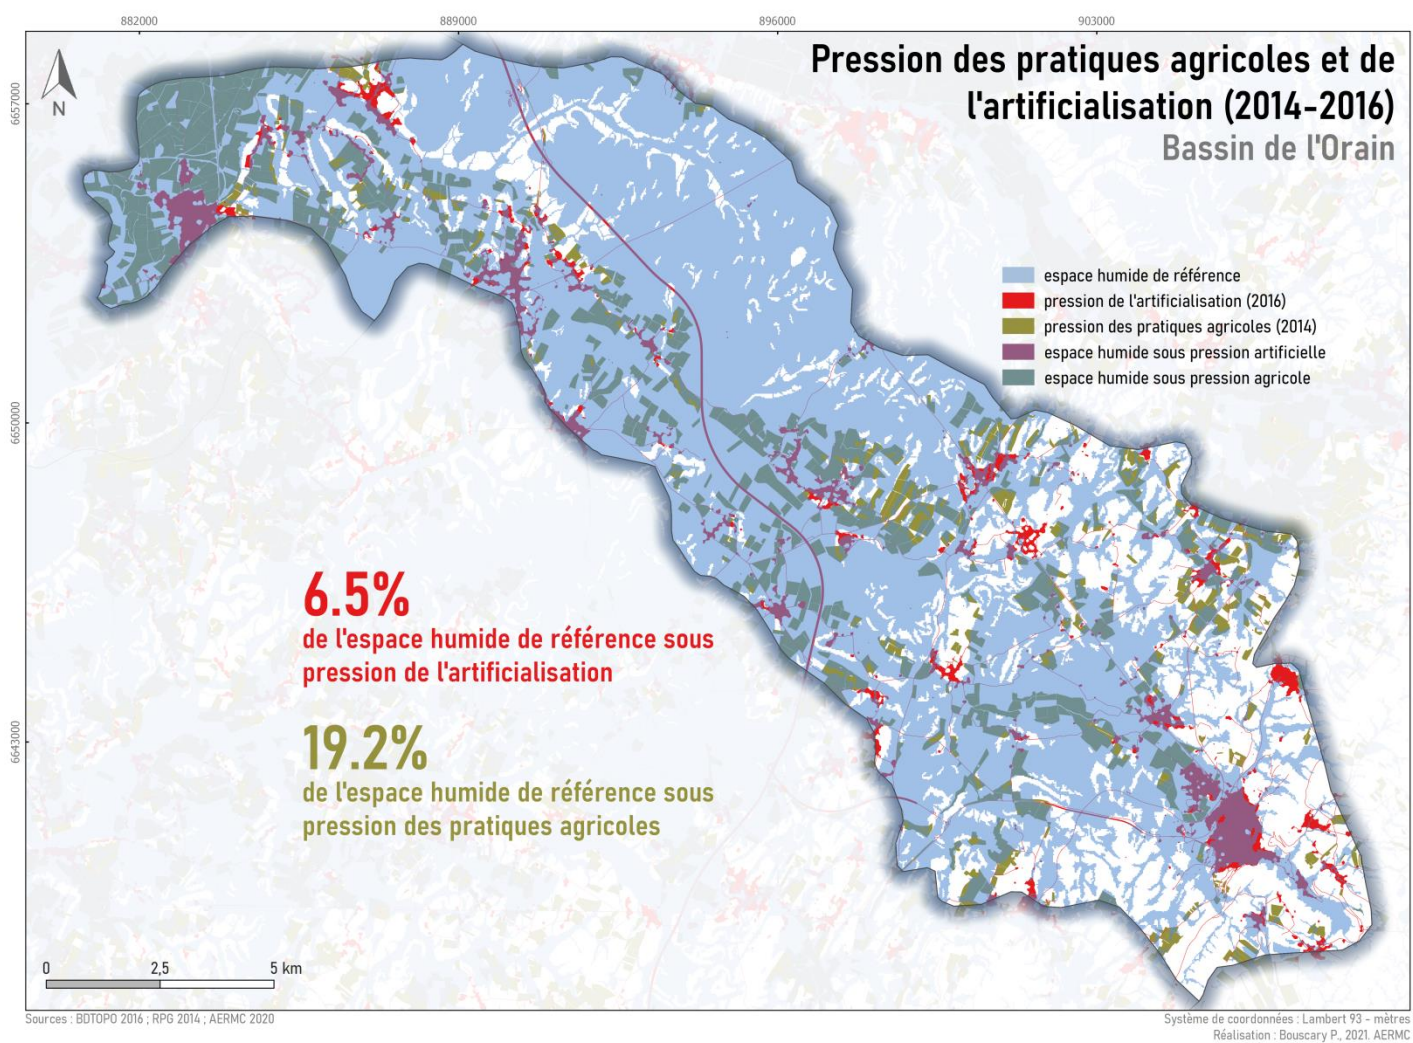 882000
889000
896000
903000
6657000
6650000
6643000
N
Pression des pratiques agricoles et de
l'artificialisation (2014-2016)
Bassin de l'Orain
espace humide de référence
pression de l'artificialisation (2016)
pression des pratiques agricoles (2014)
espace humide sous pression artificielle
espace humide sous pression agricole
6.5%
de l'espace humide de référence sous
pression de l'artificialisation
19.2%
de l'espace humide de référence sous
pression des pratiques agricoles
0 2,5 5 km
Sources : BDTOPO 2016 ; RPG 2014 ; AERMC 2020
Système de coordonnées : Lambert 93 - mètres
Réalisation : Bouscary P., 2021. AERMC